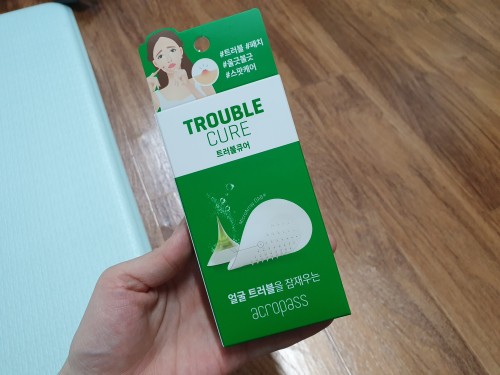 #트러블 #패치
#울긋불긋
#스팟케어
TROUBLE
CURE
트러블큐어
얼굴 트러블을 잠재우는
acropass